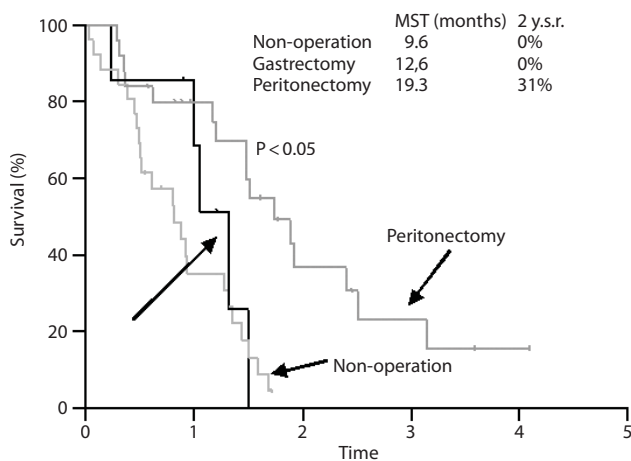 MST (months) 2 y.s.r.
Non-operation 9.6 0%
Gastrectomy 12,6 0%
Peritonectomy 19.3 31%
P < 0.05
Peritonectomy
Non-operation
Survival (%)
100
80
60
40
20
0
0 1 2 3 4 5
Time